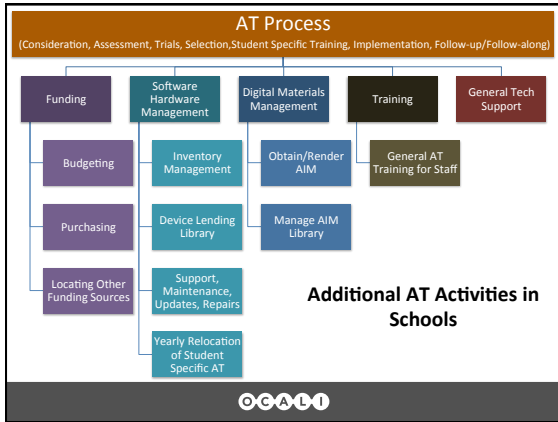 AT Process
(Consideration, Assessment, Trials, Selection,Student Specific Training, Implementation, Follow-up/Follow-along)
Funding
Budgeting
Purchasing
Locating Other
Funding Sources
Software
Hardware
Management
Inventory
Management
Device Lending
Library
Support,
Maintenance,
Updates, Repairs
Yearly Relocation
of Student
Specific AT
Digital Materials
Management
Obtain/Render
AIM
Manage AIM
Library
Training
General AT
Training for Staff
General Tech
Support
Additional AT Activities in
Schools
OCALI